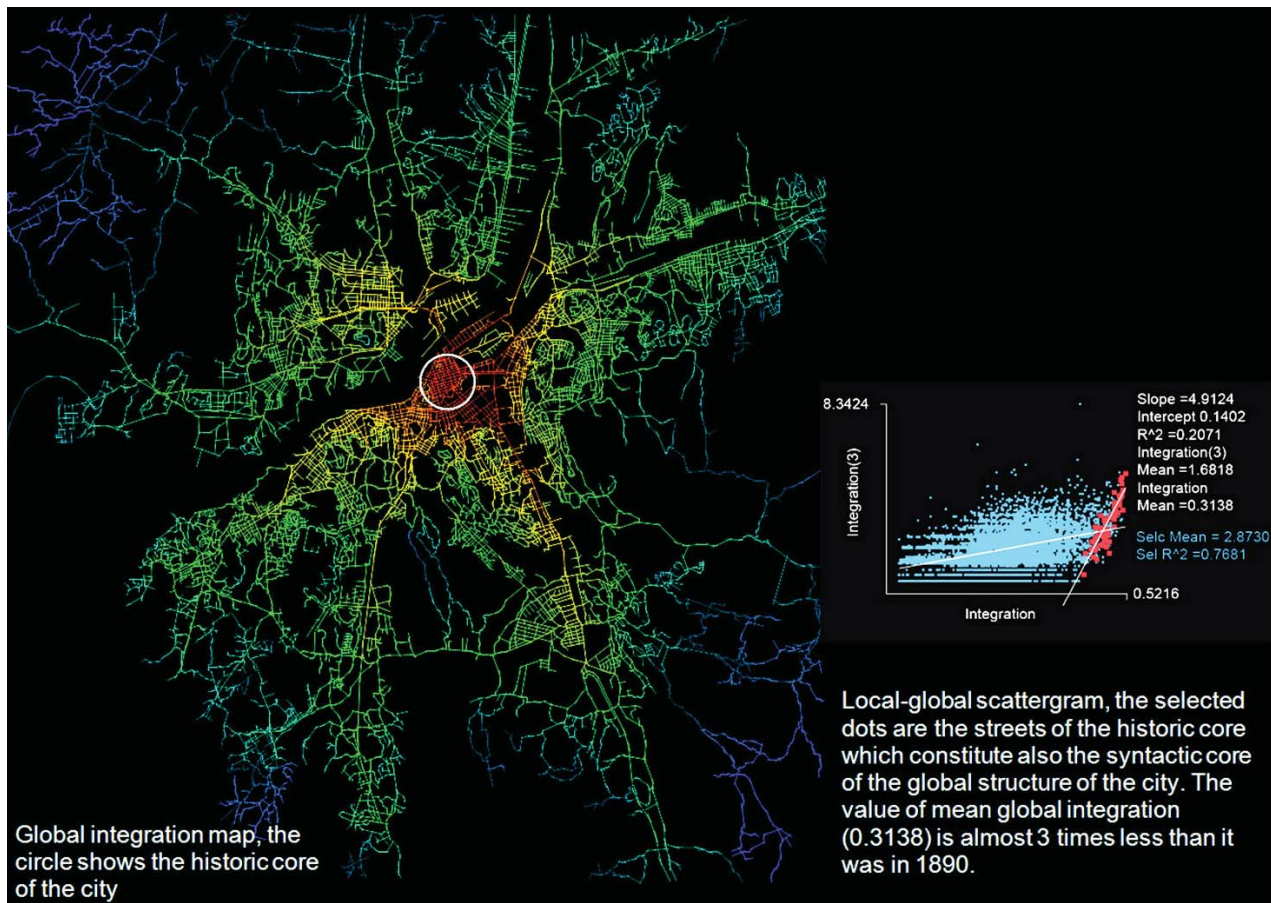 8.3424
Integration(3)
Integration
0.5216
Slope =4.9124
Intercept 0.1402
R^2 =0.2071
Integration(3)
Mean =1.6818
Integration
Mean =0.3138
Selc Mean = 2.8730
Sel R^2 =0.7681
Local-global scattergram, the selected
dots are the streets of the historic core
which constitute also the syntactic core
of the global structure of the city. The
value of mean global integration
(0.3138) is almost 3 times less than it
was in 1890.
Global integration map, the
circle shows the historic core
of the city